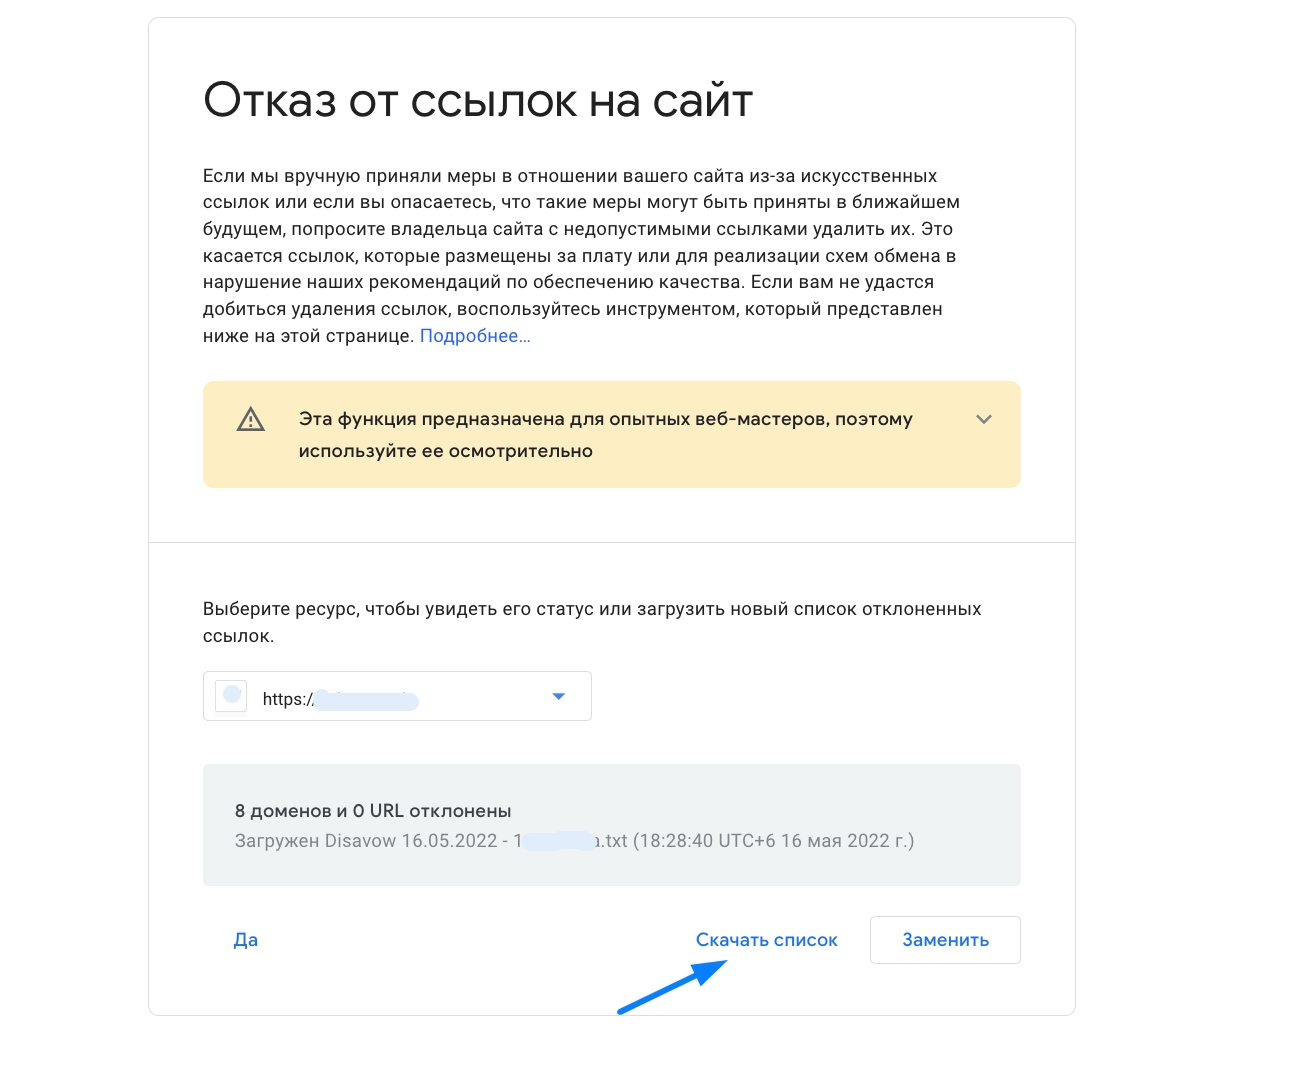 Отказ от ссылок на сайт
Если мы вручную приняли меры в отношении вашего сайта из-за искусственных
ссылок или если вы опасаетесь, что такие меры могут быть приняты в ближайшем
будущем, попросите владельца сайта с недопустимыми ссылками удалить их. Это
касается ссылок, которые размещены за плату или для реализации схем обмена в
нарушение наших рекомендаций по обеспечению качества. Если вам не удастся
добиться удаления ссылок, воспользуйтесь инструментом, который представлен
ниже на этой странице. Подробнее…
Эта функция предназначена для опытных веб-мастеров, поэтому
используйте ее осмотрительно
Выберите ресурс, чтобы увидеть его статус или загрузить новый список отклоненных
ссылок.
https://
8 доменов и 0 URL отклонены
Загружен Disavow 16.05.2022 - 1 a.txt (18:28:40 UTC+6 16 мая 2022 г.)
Да
Скачать список
Заменить